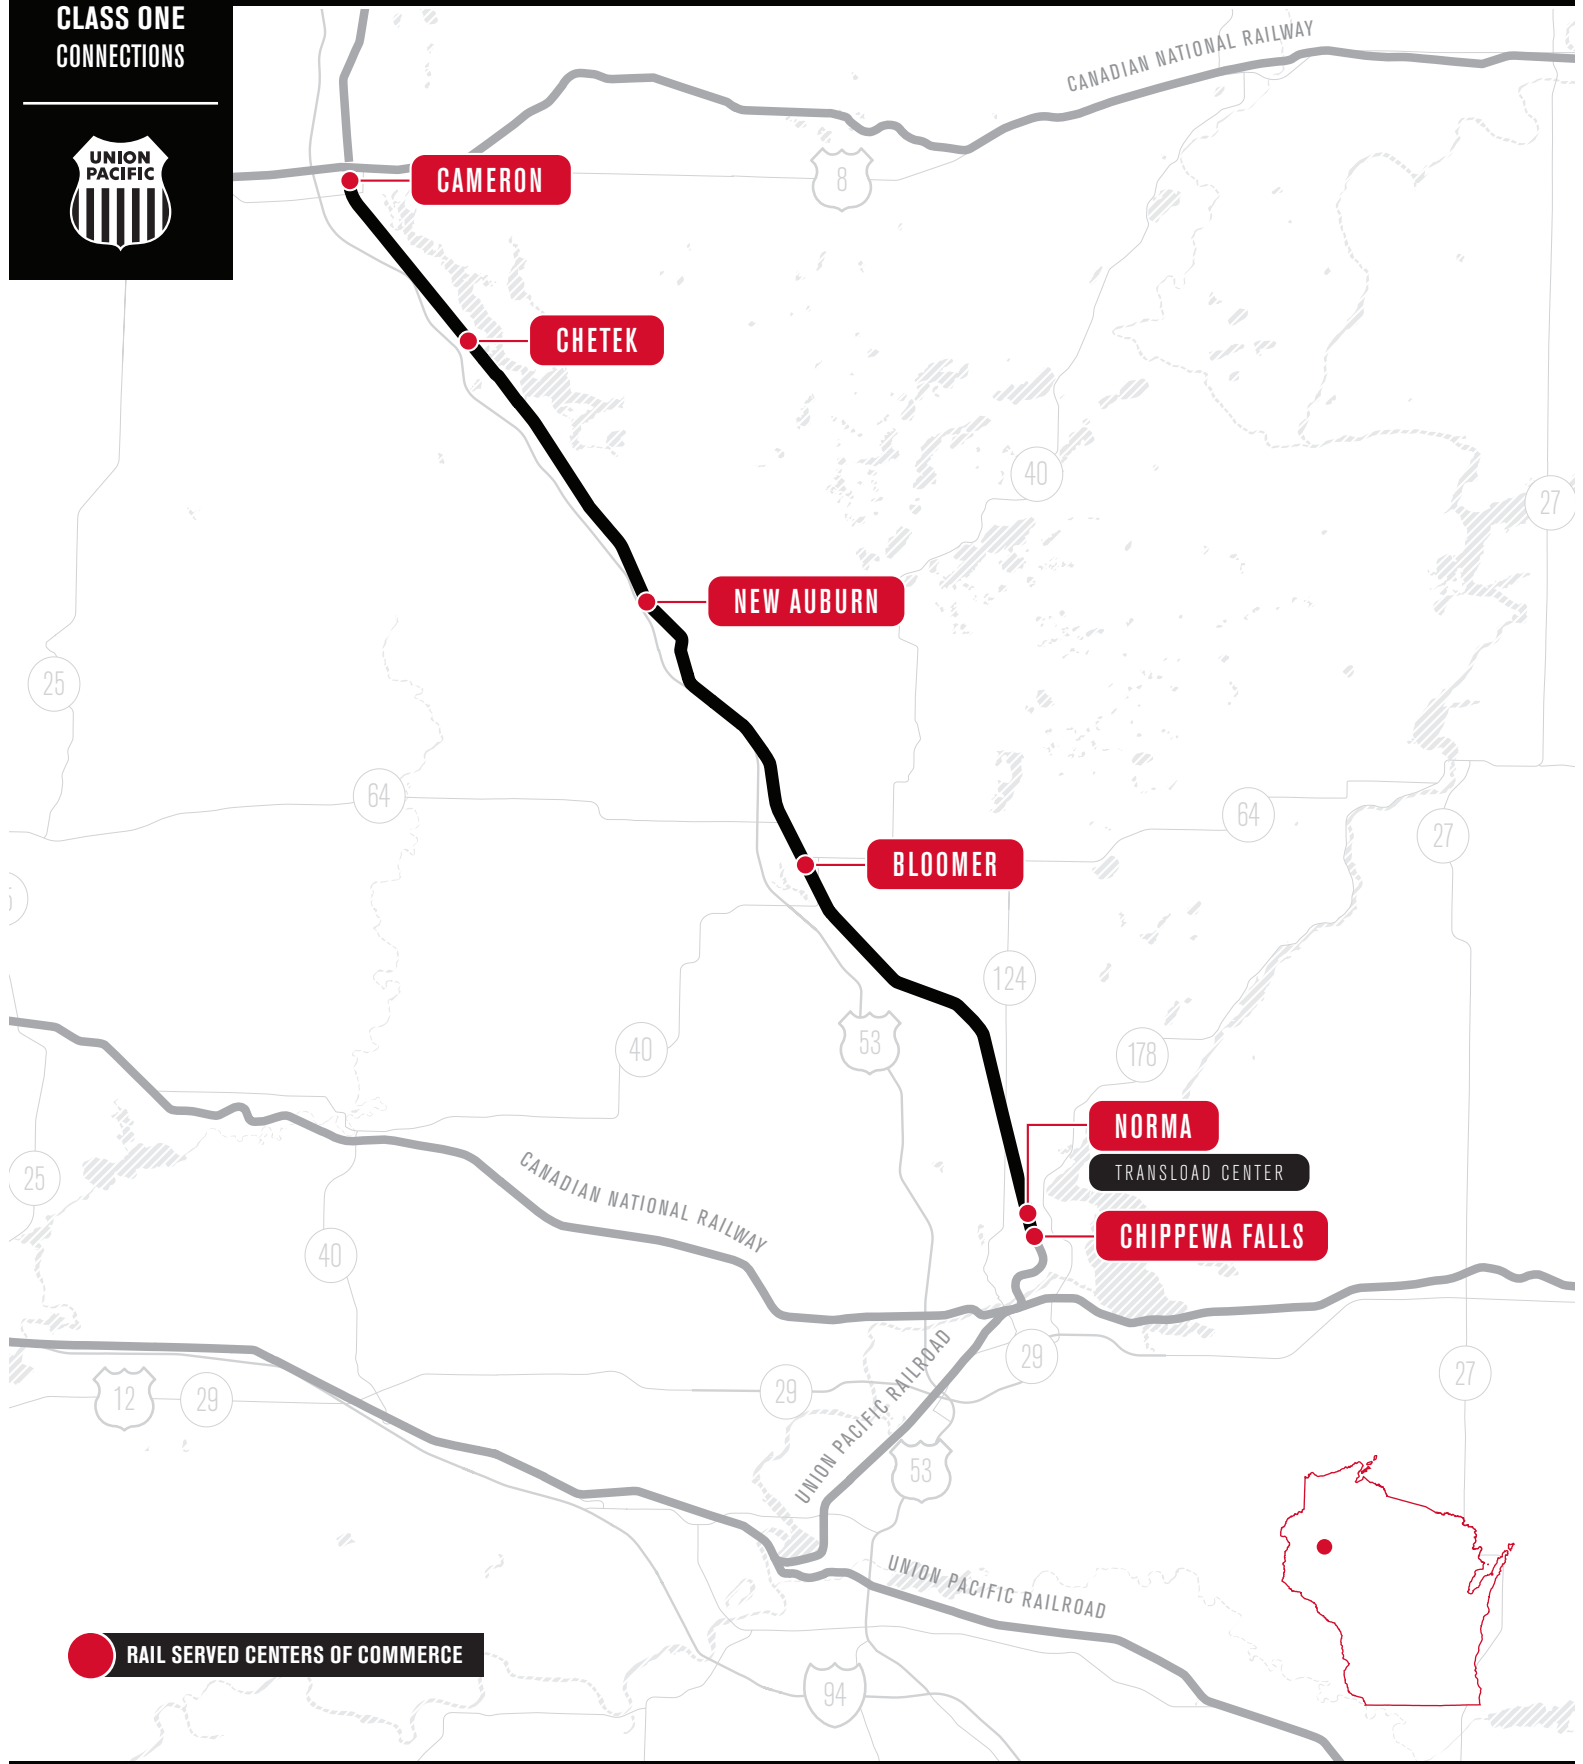 CLASS ONE
CONNECTIONS
UNION
PACIFIC
CANADIAN NATIONAL RAILWAY
CAMERON
8
CHETEK
40
27
NEW AUBURN
25
64
64
27
BLOOMER
124
40
53
178
NORMA
TRANSLOAD CENTER
25
CANADIAN NATIONAL RAILWAY
CHIPPEWA FALLS
40
29
UNION PACIFIC RAILROAD
27
12
29
29
53
UNION PACIFIC RAILROAD
RAIL SERVED CENTERS OF COMMERCE
94